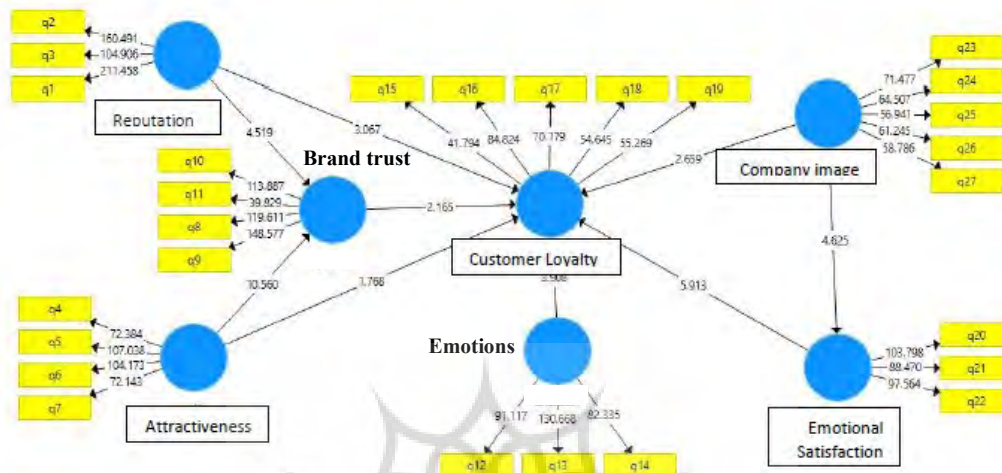 q2
q3
q1
160.491
104.906
211.458
Reputation
q15
q16
q17
q18
q19
41.794
84.824
70.179
54.645
55.269
q23
q24
q25
q26
q27
71.477
64.507
56.941
61.245
58.786
Company image
3.067
4.519
2.659
Brand trust
q10
q11
q8
q9
113.887
39.829
119.611
148.577
2.165
Customer Loyalty
4.625
10.560
1.768
3.908
5.913
q4
q5
q6
q7
72.384
107.038
104.173
72.143
Attractiveness
Emotions
91.117
130.668
82.335
q12
q13
q14
q20
q21
q22
103.798
88.470
97.564
Emotional
Satisfaction